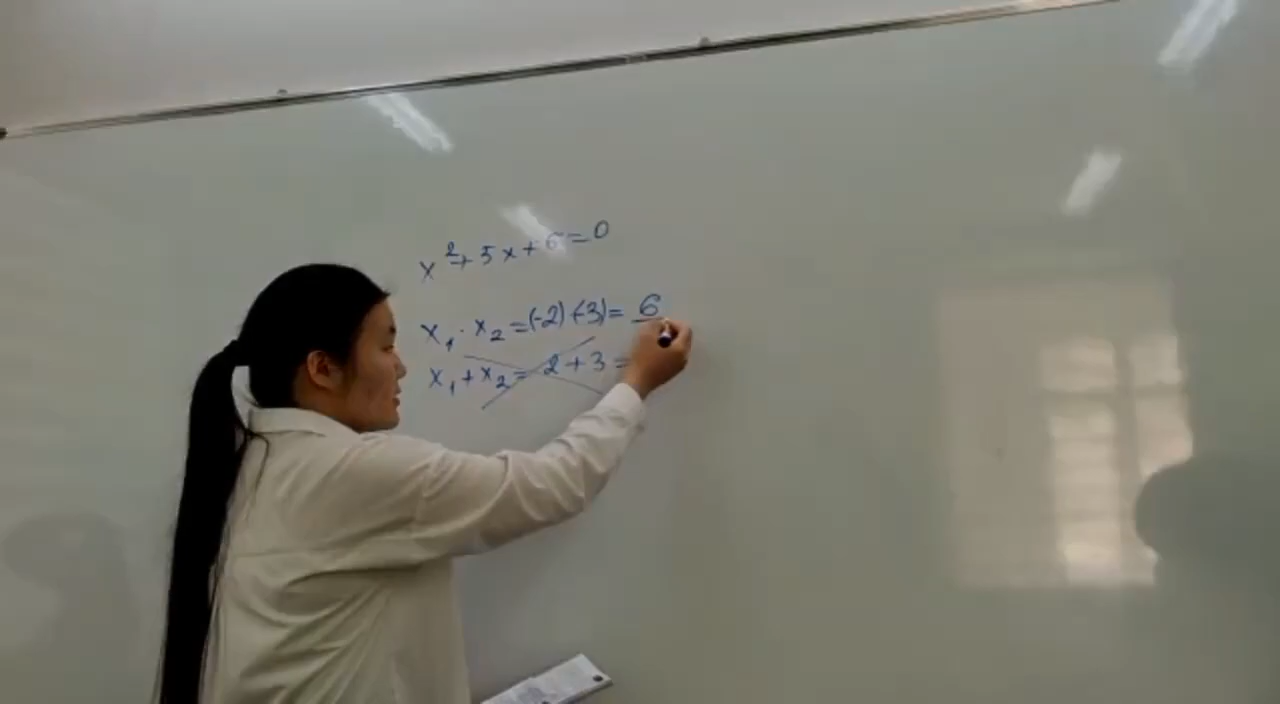 x²+5x+6=0
x₁·x₂=(-2)(-3)=6
x₁+x₂=2+3=